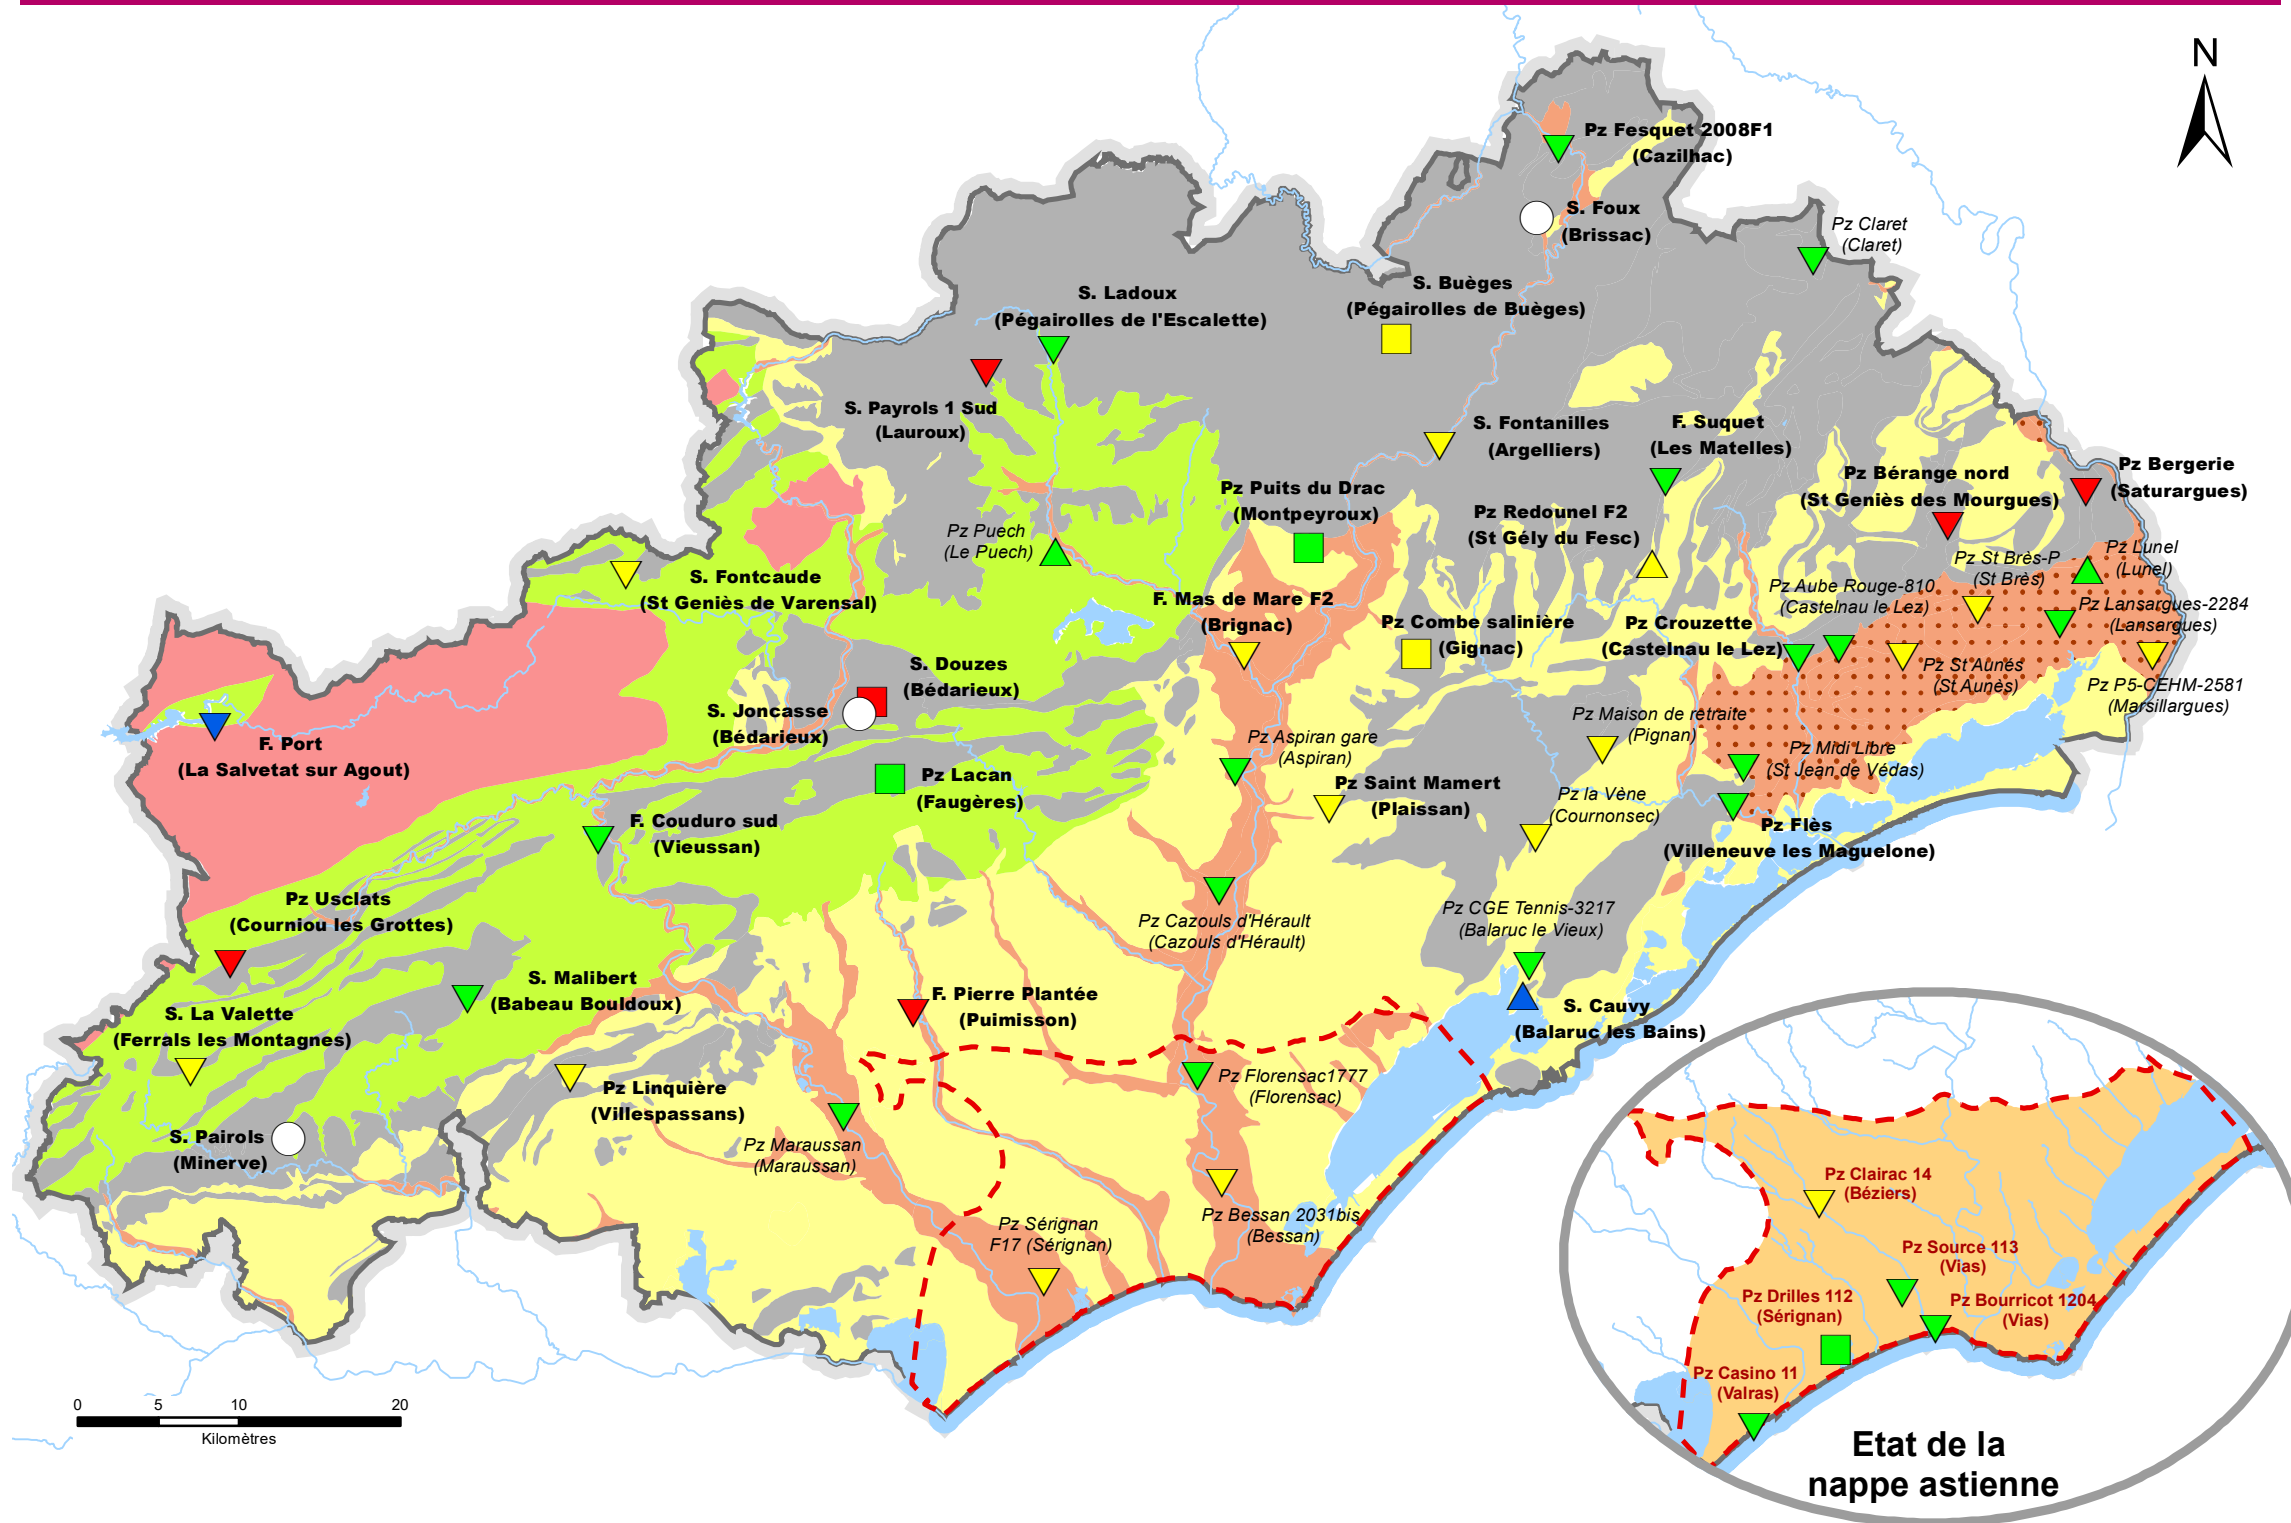 N
Pz Fesquet 2008F1
(Cazilhac)
S. Foux
(Brissac)
Pz Claret
(Claret)
S. Ladoux
(Pégairolles de l'Escalette)
S. Buèges
(Pégairolles de Buèges)
S. Payrols 1 Sud
(Lauroux)
S. Fontanilles
(Argelliers)
F. Suquet
(Les Matelles)
Pz Bérange nord
(St Geniès des Mourgues)
Pz Bergerie
(Saturargues)
Pz Puits du Drac
(Montpeyroux)
Pz Redounel F2
(St Gély du Fesc)
Pz Puech
(Le Puech)
Pz St Brès-P
(St Brès)
Pz Lunel
(Lunel)
S. Fontcaude
(St Geniès de Varensal)
Pz Aube Rouge-810
(Castelnau le Lez)
F. Mas de Mare F2
(Brignac)
Pz Lansargues-2284
(Lansargues)
Pz Combe salinière
(Gignac)
Pz Crouzette
(Castelnau le Lez)
S. Douzes
(Bédarieux)
Pz St Aunès
(St Aunès)
Pz P5-CEHM-2581
(Marsillargues)
S. Joncasse
(Bédarieux)
Pz Maison de retraite
(Pignan)
F. Port
(La Salvetat sur Agout)
Pz Aspiran gare
(Aspiran)
Pz Midi Libre
(St Jean de Védas)
Pz Lacan
(Faugères)
Pz Saint Mamert
(Plaissan)
Pz la Vène
(Cournonsec)
F. Couduro sud
(Vieussan)
Pz Flès
(Villeneuve les Maguelone)
Pz Usclats
(Courniou les Grottes)
Pz Cazouls d'Hérault
(Cazouls d'Hérault)
Pz CGE Tennis-3217
(Balaruc le Vieux)
S. Malibert
(Babeau Bouldoux)
F. Pierre Plantée
(Puimisson)
S. Cauvy
(Balaruc les Bains)
S. La Valette
(Ferrals les Montagnes)
Pz Linquière
(Villespassans)
Pz Florensac1777
(Florensac)
S. Pairols
(Minerve)
Pz Maraussan
(Maraussan)
Pz Sérignan
F17 (Sérignan)
Pz Bessan 2031bis
(Bessan)
Pz Clairac 14
(Béziers)
Pz Source 113
(Vias)
Pz Drilles 112
(Sérignan)
Pz Bourricot 1204
(Vias)
Pz Casino 11
(Valras)
0 5 10 20
Kilomètres
Etat de la
nappe astienne